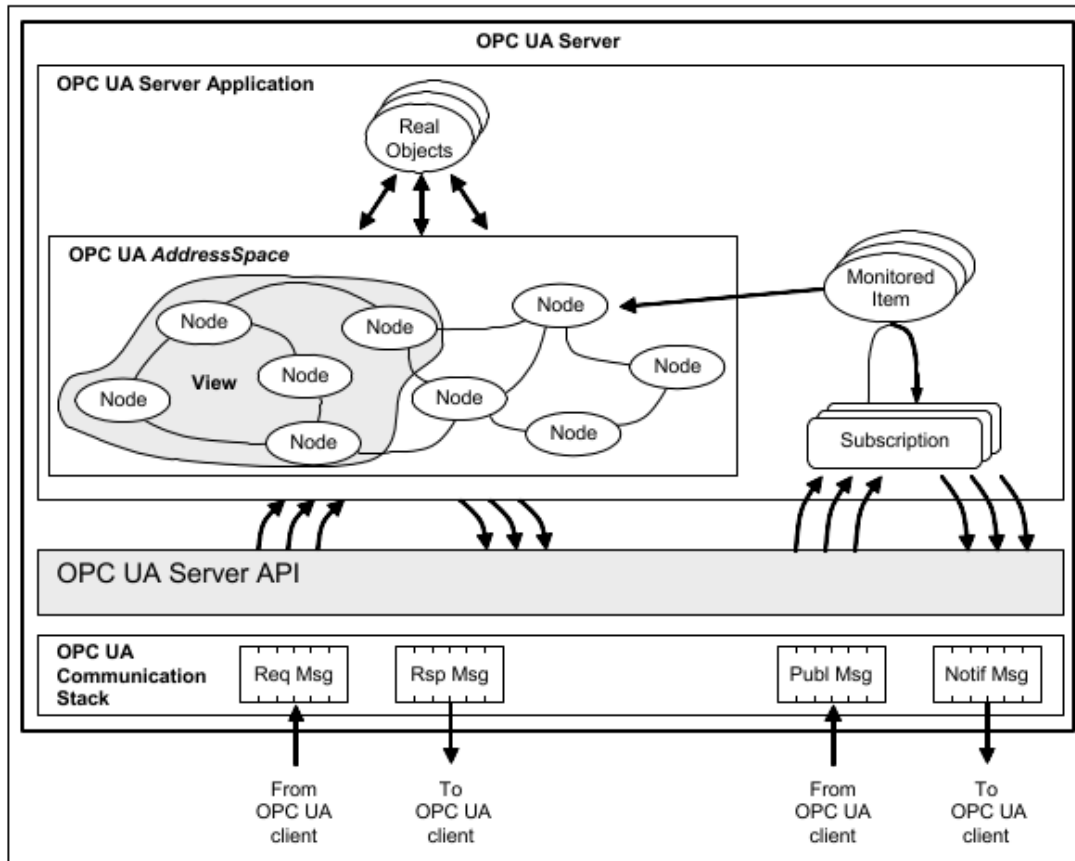 OPC UA Server
OPC UA Server Application
Real
Objects
OPC UA AddressSpace
Monitored
Item
Node
Node
Node
Node
View
Node
Node
Node
Node
Node
Subscription
OPC UA Server API
OPC UA
Communication
Stack
Req Msg
Rsp Msg
Publ Msg
Notif Msg
From
OPC UA
client
To
OPC UA
client
From
OPC UA
client
To
OPC UA
client